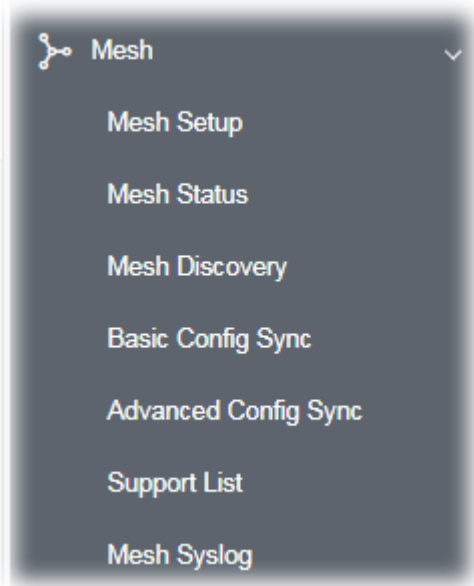 Mesh
Mesh Setup
Mesh Status
Mesh Discovery
Basic Config Sync
Advanced Config Sync
Support List
Mesh Syslog